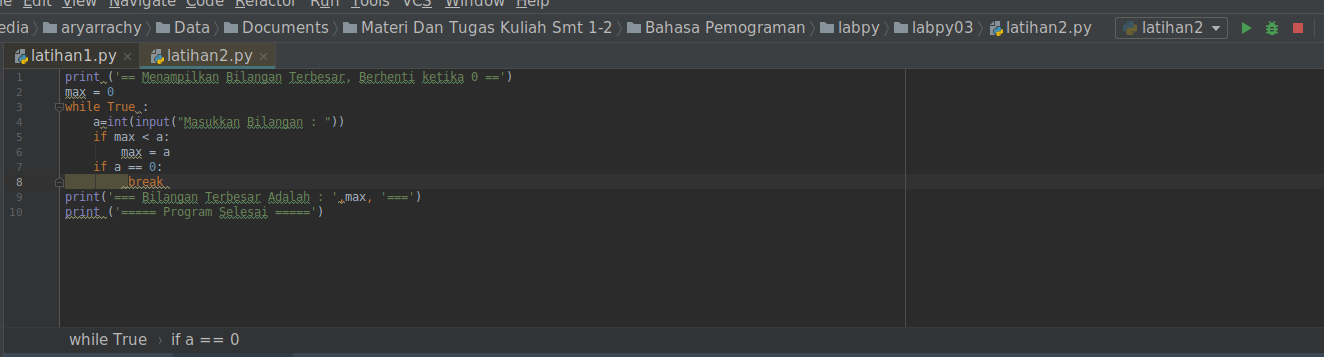 Edit View Navigate Code Refactor Run Tools VCS Window Help
edia aryarrachy Data Documents Materi Dan Tugas Kuliah Smt 1-2 Bahasa Pemograman labpy labpy03 latihan2.py latihan2
latihan1.py × latihan2.py ×
1 print ('== Menampilkan Bilangan Terbesar, Berhenti ketika 0 ==')
2 max = 0
3 while True :
4 a=int(input("Masukkan Bilangan : "))
5 if max < a:
6 max = a
7 if a == 0:
8 break
9 print('=== Bilangan Terbesar Adalah : ',max, '===')
10 print ('===== Program Selesai =====')
while True › if a == 0